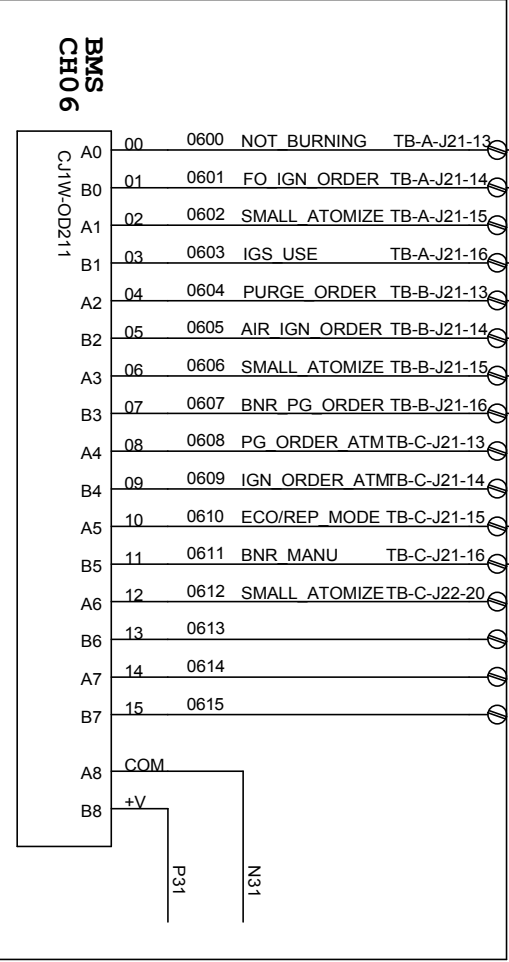 BMS
CH06
CJ1W-OD211
A0 00 0600 NOT_BURNING TB-A-J21-13
B0 01 0601 FO_IGN_ORDER TB-A-J21-14
A1 02 0602 SMALL_ATOMIZE TB-A-J21-15
B1 03 0603 IGS_USE TB-A-J21-16
A2 04 0604 PURGE_ORDER TB-B-J21-13
B2 05 0605 AIR_IGN_ORDER TB-B-J21-14
A3 06 0606 SMALL_ATOMIZE TB-B-J21-15
B3 07 0607 BNR_PG_ORDER TB-B-J21-16
A4 08 0608 PG_ORDER_ATM TB-C-J21-13
B4 09 0609 IGN_ORDER_ATM TB-C-J21-14
A5 10 0610 ECO/REP_MODE TB-C-J21-15
B5 11 0611 BNR_MANU TB-C-J21-16
A6 12 0612 SMALL_ATOMIZE TB-C-J22-20
B6 13 0613
A7 14 0614
B7 15 0615
A8 COM
B8 +V
P31
N31